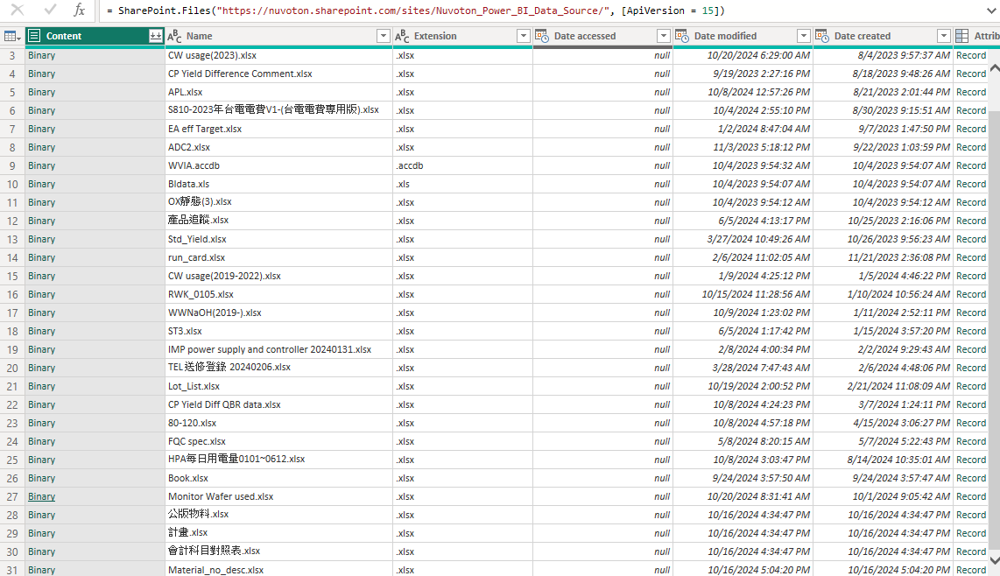 fx = SharePoint.Files("https://nuvoton.sharepoint.com/sites/Nuvoton_Power_BI_Data_Source/", [ApiVersion = 15])
Content ABC Name ABC Extension Date accessed Date modified Date created Attrib
3 Binary CW usage(2023).xlsx .xlsx null 10/20/2024 6:29:00 AM 8/4/2023 9:57:37 AM Record
4 Binary CP Yield Difference Comment.xlsx .xlsx null 9/19/2023 2:27:16 PM 8/18/2023 9:48:26 AM Record
5 Binary APL.xlsx .xlsx null 10/8/2024 12:57:26 PM 8/21/2023 2:01:44 PM Record
6 Binary S810-2023年台電電費V1-(台電電費專用版).xlsx .xlsx null 10/4/2024 2:55:10 PM 8/30/2023 9:15:51 AM Record
7 Binary EA eff Target.xlsx .xlsx null 1/2/2024 8:47:04 AM 9/7/2023 1:47:50 PM Record
8 Binary ADC2.xlsx .xlsx null 11/3/2023 5:18:12 PM 9/22/2023 1:03:59 PM Record
9 Binary WVIA.accdb .accdb null 10/4/2023 9:54:32 AM 10/4/2023 9:54:07 AM Record
10 Binary BIdata.xls .xls null 10/4/2023 9:54:07 AM 10/4/2023 9:54:07 AM Record
11 Binary OX靜態(3).xlsx .xlsx null 10/4/2023 9:54:12 AM 10/4/2023 9:54:12 AM Record
12 Binary 產品追蹤.xlsx .xlsx null 6/5/2024 4:13:17 PM 10/25/2023 2:16:06 PM Record
13 Binary Std_Yield.xlsx .xlsx null 3/27/2024 10:49:26 AM 10/26/2023 9:56:23 AM Record
14 Binary run_card.xlsx .xlsx null 2/6/2024 11:02:05 AM 11/21/2023 2:36:08 PM Record
15 Binary CW usage(2019-2022).xlsx .xlsx null 1/9/2024 4:25:12 PM 1/5/2024 4:46:22 PM Record
16 Binary RWK_0105.xlsx .xlsx null 10/15/2024 11:28:56 AM 1/10/2024 10:56:24 AM Record
17 Binary WWNaOH(2019-).xlsx .xlsx null 10/9/2024 1:23:02 PM 1/11/2024 2:52:11 PM Record
18 Binary ST3.xlsx .xlsx null 6/5/2024 1:17:42 PM 1/15/2024 3:57:20 PM Record
19 Binary IMP power supply and controller 20240131.xlsx .xlsx null 2/8/2024 4:00:34 PM 2/2/2024 9:29:43 AM Record
20 Binary TEL送修登錄 20240206.xlsx .xlsx null 3/28/2024 7:47:43 AM 2/6/2024 4:48:06 PM Record
21 Binary Lot_List.xlsx .xlsx null 10/19/2024 2:00:52 PM 2/21/2024 11:08:09 AM Record
22 Binary CP Yield Diff QBR data.xlsx .xlsx null 10/8/2024 4:24:23 PM 3/7/2024 1:24:11 PM Record
23 Binary 80-120.xlsx .xlsx null 10/8/2024 4:57:18 PM 4/15/2024 3:06:27 PM Record
24 Binary FQC spec.xlsx .xlsx null 5/8/2024 8:20:15 AM 5/7/2024 5:22:43 PM Record
25 Binary HPA每日用電量0101~0612.xlsx .xlsx null 10/8/2024 3:03:47 PM 8/14/2024 10:35:01 AM Record
26 Binary Book.xlsx .xlsx null 9/24/2024 3:57:50 AM 9/24/2024 3:57:47 AM Record
27 Binary Monitor Wafer used.xlsx .xlsx null 10/20/2024 8:31:41 AM 10/1/2024 9:05:42 AM Record
28 Binary 公版物料.xlsx .xlsx null 10/16/2024 4:34:47 PM 10/16/2024 4:34:47 PM Record
29 Binary 計畫.xlsx .xlsx null 10/16/2024 4:34:47 PM 10/16/2024 4:34:47 PM Record
30 Binary 會計科目對照表.xlsx .xlsx null 10/16/2024 4:34:47 PM 10/16/2024 4:34:47 PM Record
31 Binary Material_no_desc.xlsx .xlsx null 10/16/2024 5:04:20 PM 10/16/2024 5:04:20 PM Record